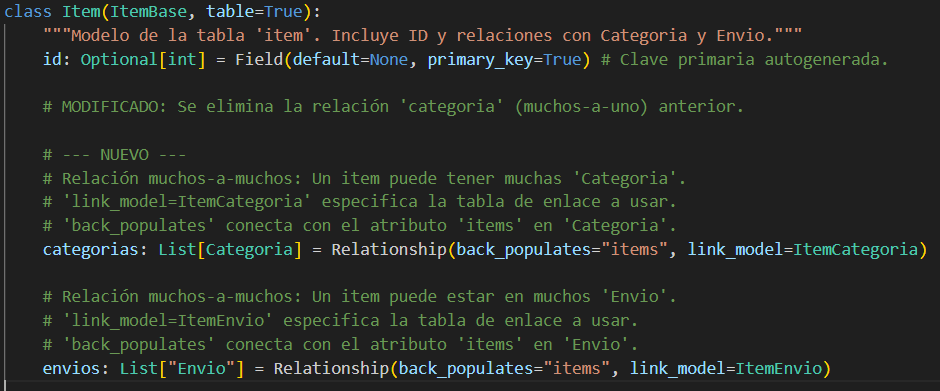 class Item(ItemBase, table=True):
"""Modelo de la tabla 'item'. Incluye ID y relaciones con Categoria y Envio."""
id: Optional[int] = Field(default=None, primary_key=True) # Clave primaria autogenerada.
# MODIFICADO: Se elimina la relación 'categoria' (muchos-a-uno) anterior.
# --- NUEVO ---
# Relación muchos-a-muchos: Un item puede tener muchas 'Categoria'.
# 'link_model=ItemCategoria' especifica la tabla de enlace a usar.
# 'back_populates' conecta con el atributo 'items' en 'Categoria'.
categorias: List[Categoria] = Relationship(back_populates="items", link_model=ItemCategoria)
# Relación muchos-a-muchos: Un item puede estar en muchos 'Envio'.
# 'link_model=ItemEnvio' especifica la tabla de enlace a usar.
# 'back_populates' conecta con el atributo 'items' en 'Envio'.
envios: List["Envio"] = Relationship(back_populates="items", link_model=ItemEnvio)